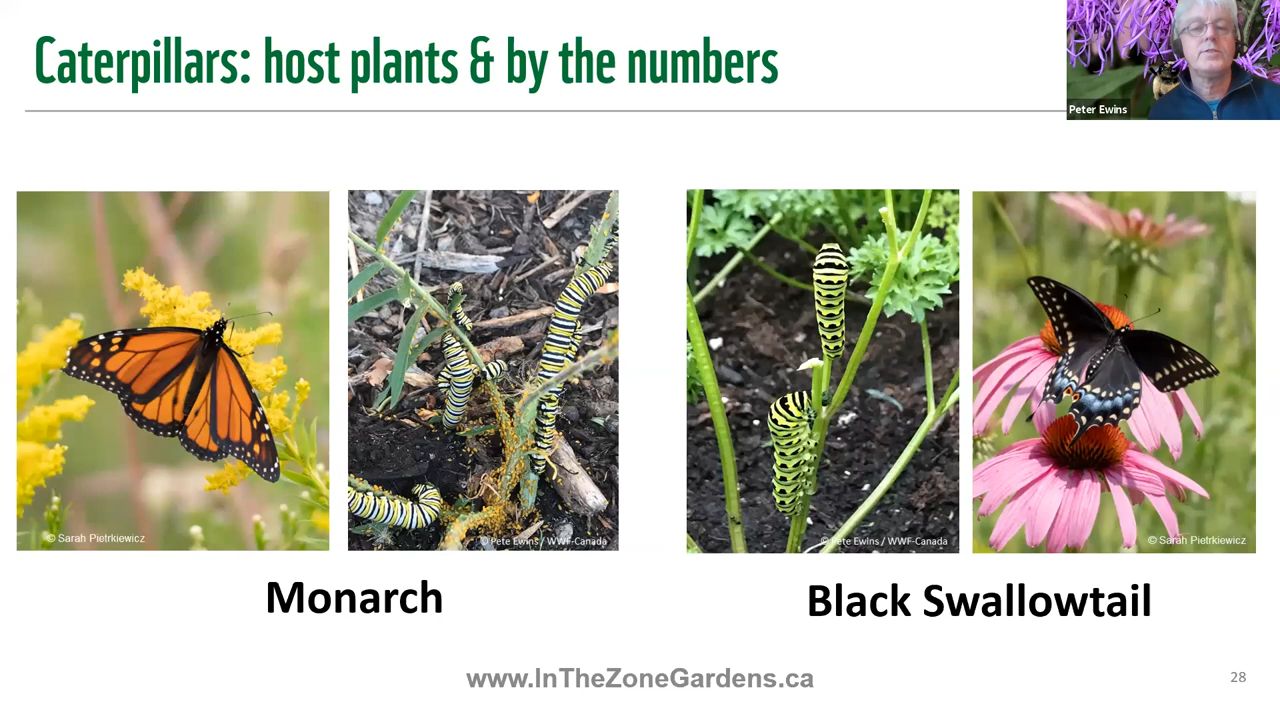 Caterpillars: host plants & by the numbers
Peter Ewins
© Sarah Pietrkiewicz
© Pete Ewins / WWF-Canada
© Pete Ewins / WWF-Canada
© Sarah Pietrkiewicz
Monarch
Black Swallowtail
www.InTheZoneGardens.ca
28